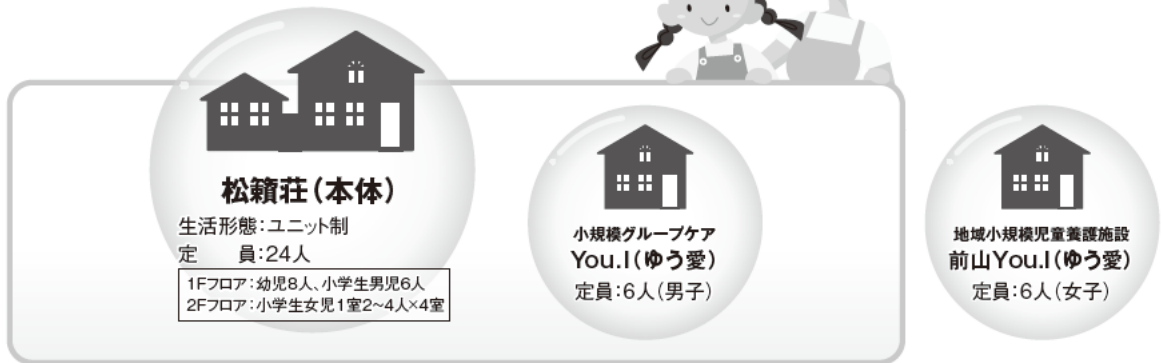 松籟荘（本体）
生活形態：ユニット制
定　　員：24人
1Fフロア：幼児8人、小学生男児6人
2Fフロア：小学生女児1室2～4人×4室
小規模グループケア
You.I（ゆう愛）
定員：6人（男子）
地域小規模児童養護施設
前山You.I（ゆう愛）
定員：6人（女子）